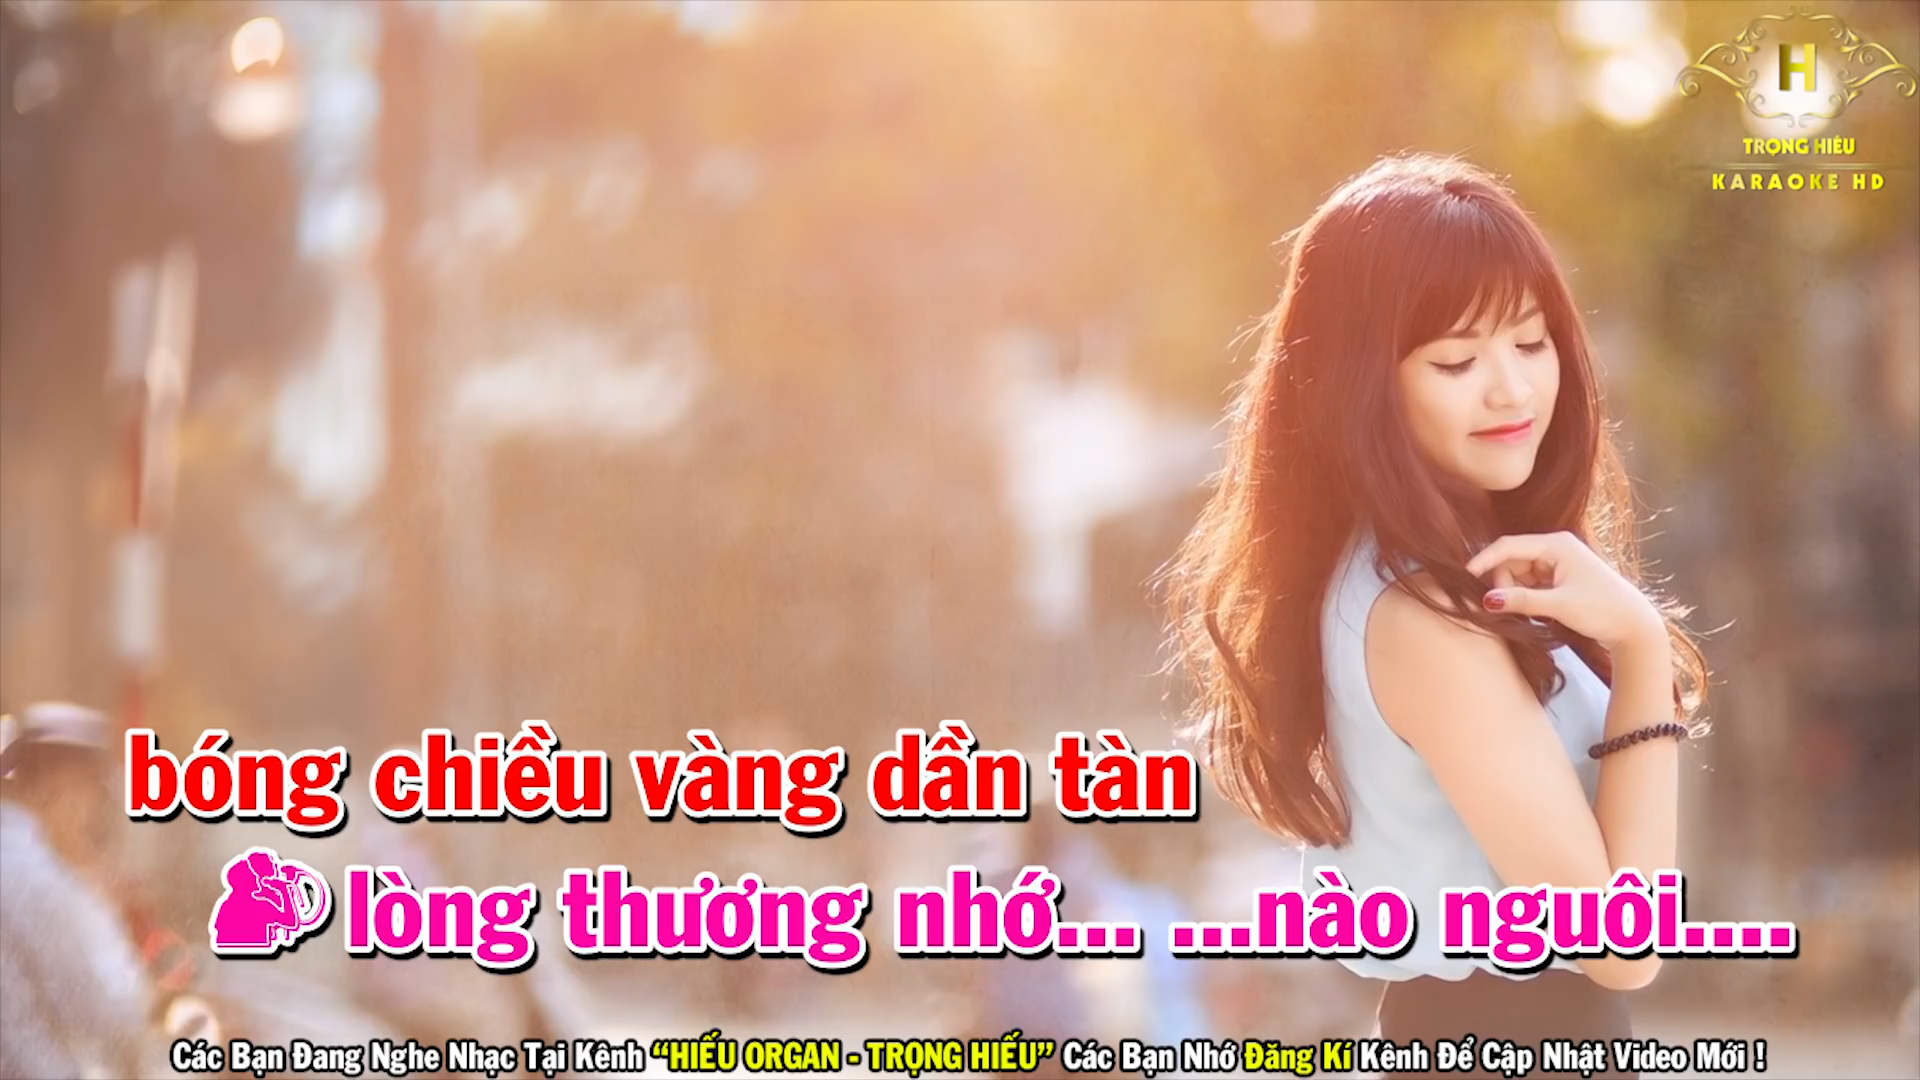 H
TRỌNG HIẾU
KARAOKE HD
bóng chiều vàng dần tàn
lòng thương nhớ... ...nào nguôi....
Các Bạn Đang Nghe Nhạc Tại Kênh “HIẾU ORGAN - TRỌNG HIẾU” Các Bạn Nhớ Đăng Kí Kênh Để Cập Nhật Video Mới !